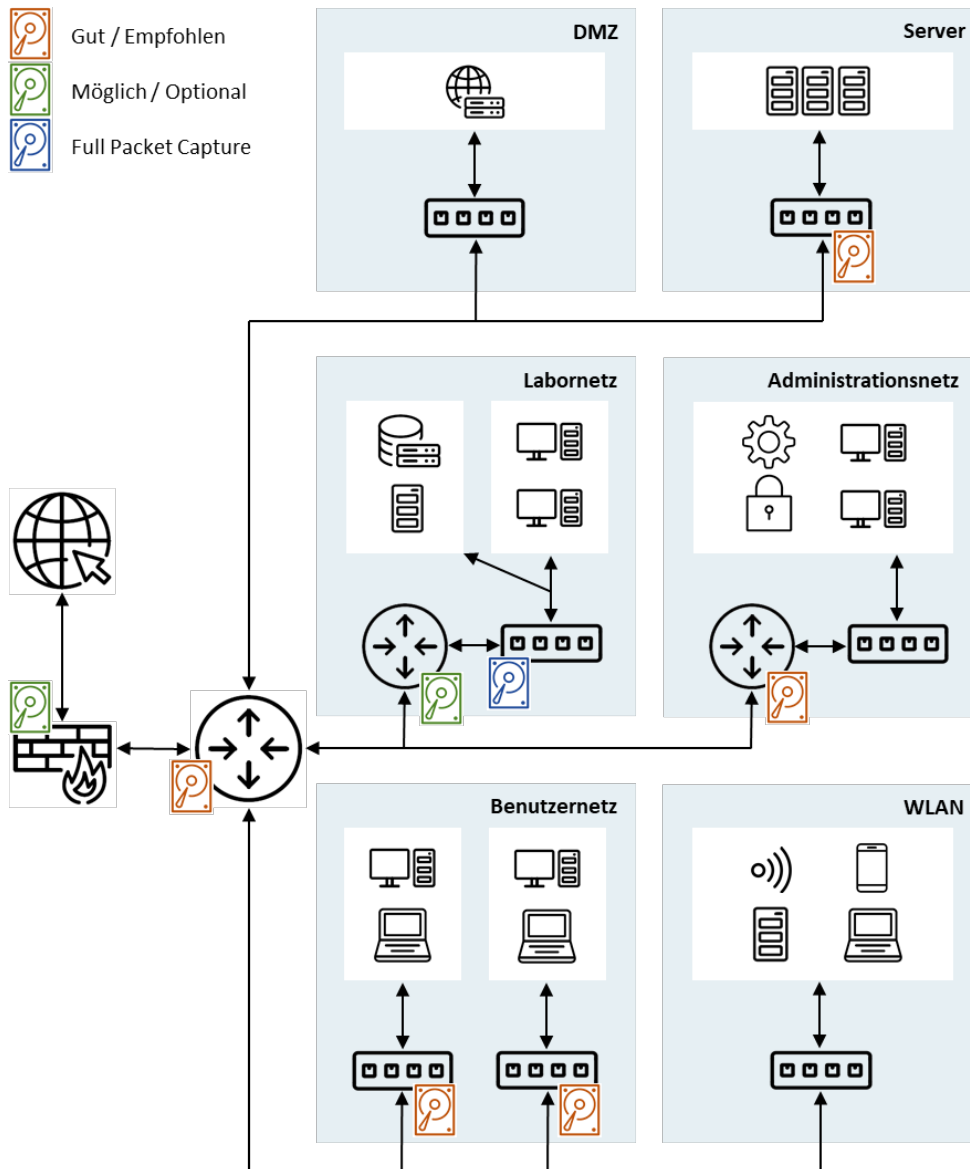 Gut / Empfohlen
Möglich / Optional
Full Packet Capture
DMZ
Server
Labornetz
Administrationsnetz
Benutzernetz
WLAN